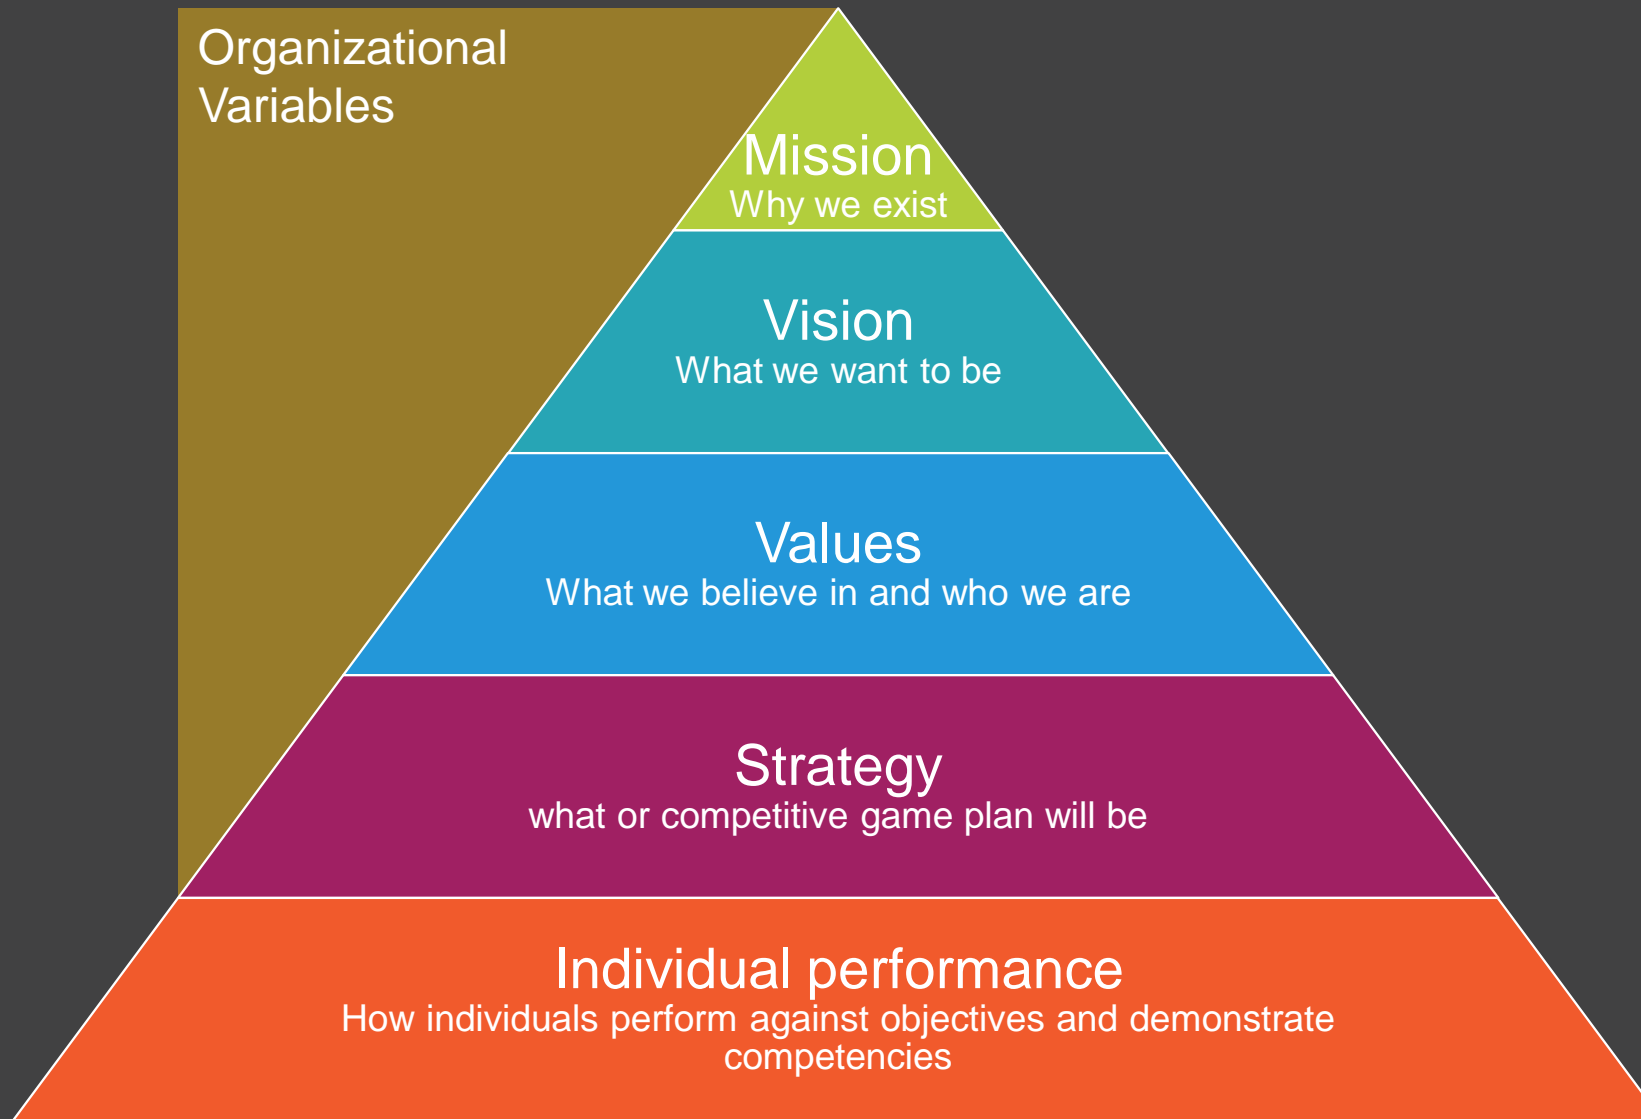 Organizational
Variables
Mission
Why we exist
Vision
What we want to be
Values
What we believe in and who we are
Strategy
what or competitive game plan will be
Individual performance
How individuals perform against objectives and demonstrate
competencies